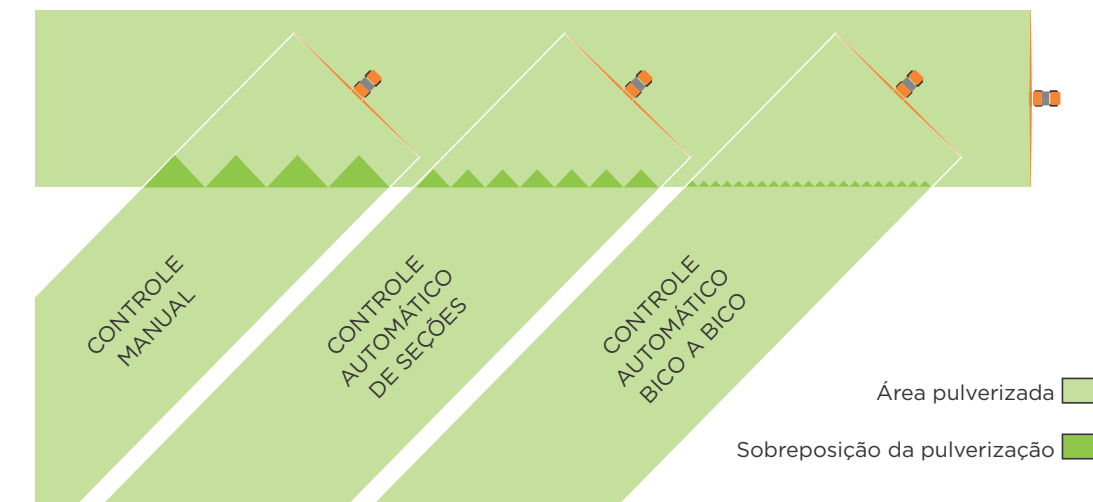 CONTROLE
MANUAL
CONTROLE
AUTOMÁTICO
DE SEÇÕES
CONTROLE
AUTOMÁTICO
BICO A BICO
Área pulverizada
Sobreposição da pulverização